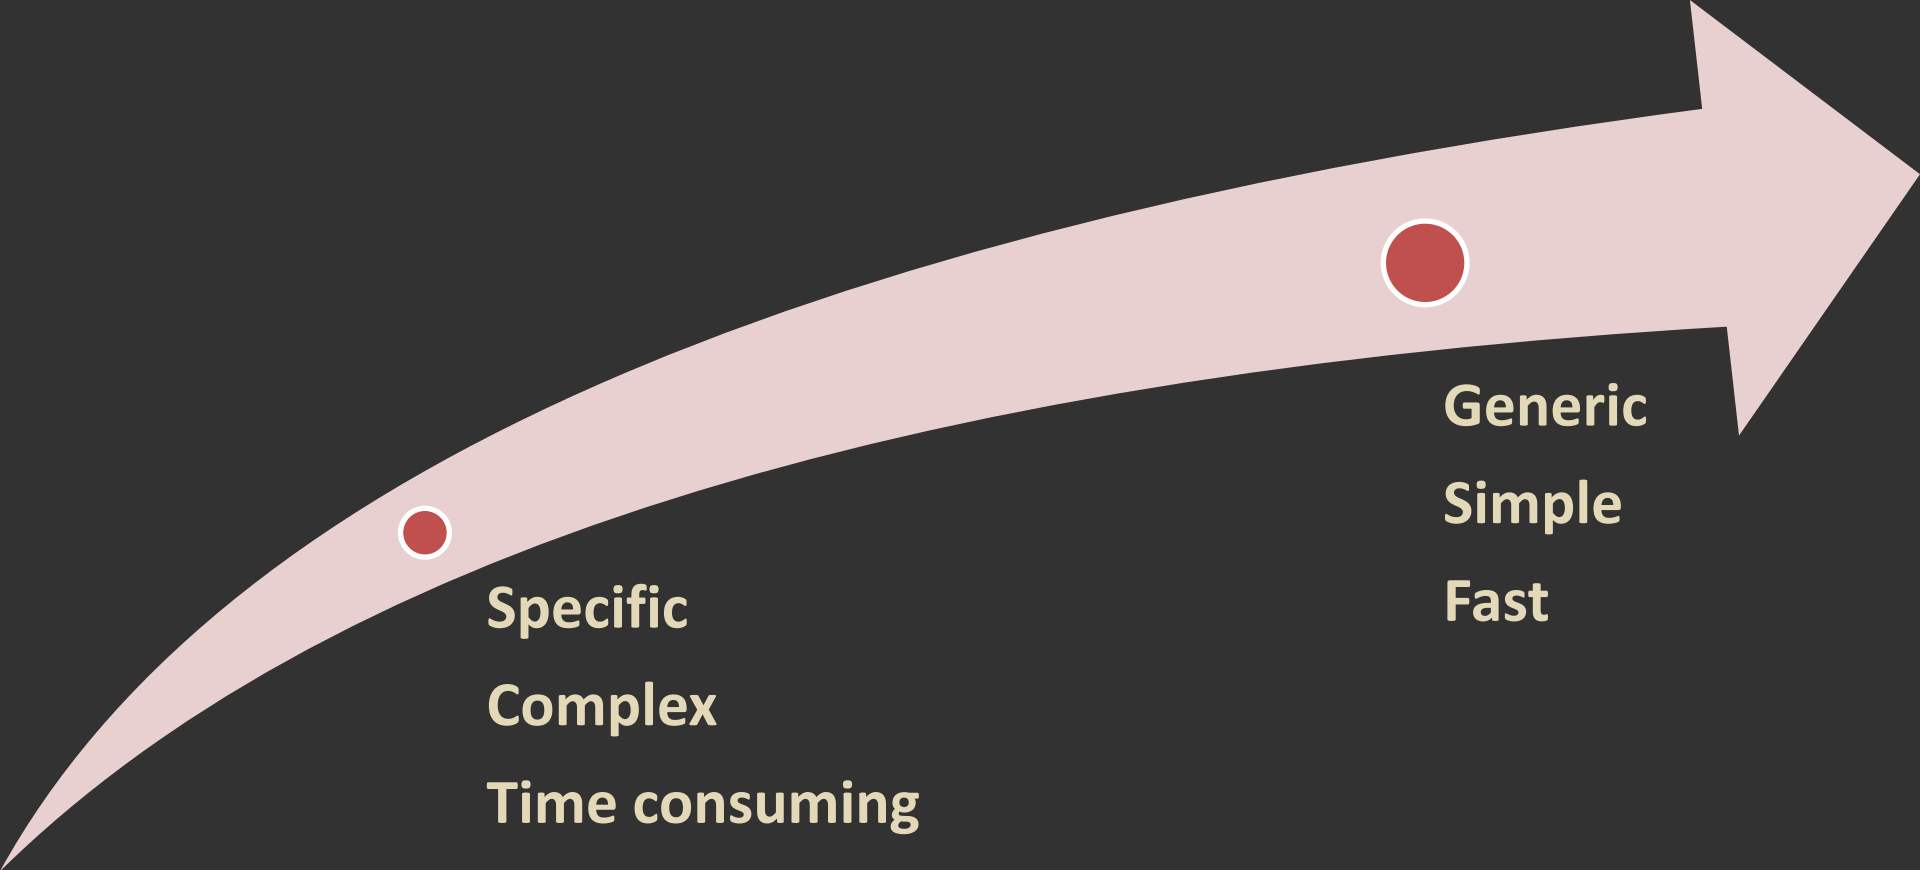 Specific
Complex
Time consuming
Generic
Simple
Fast